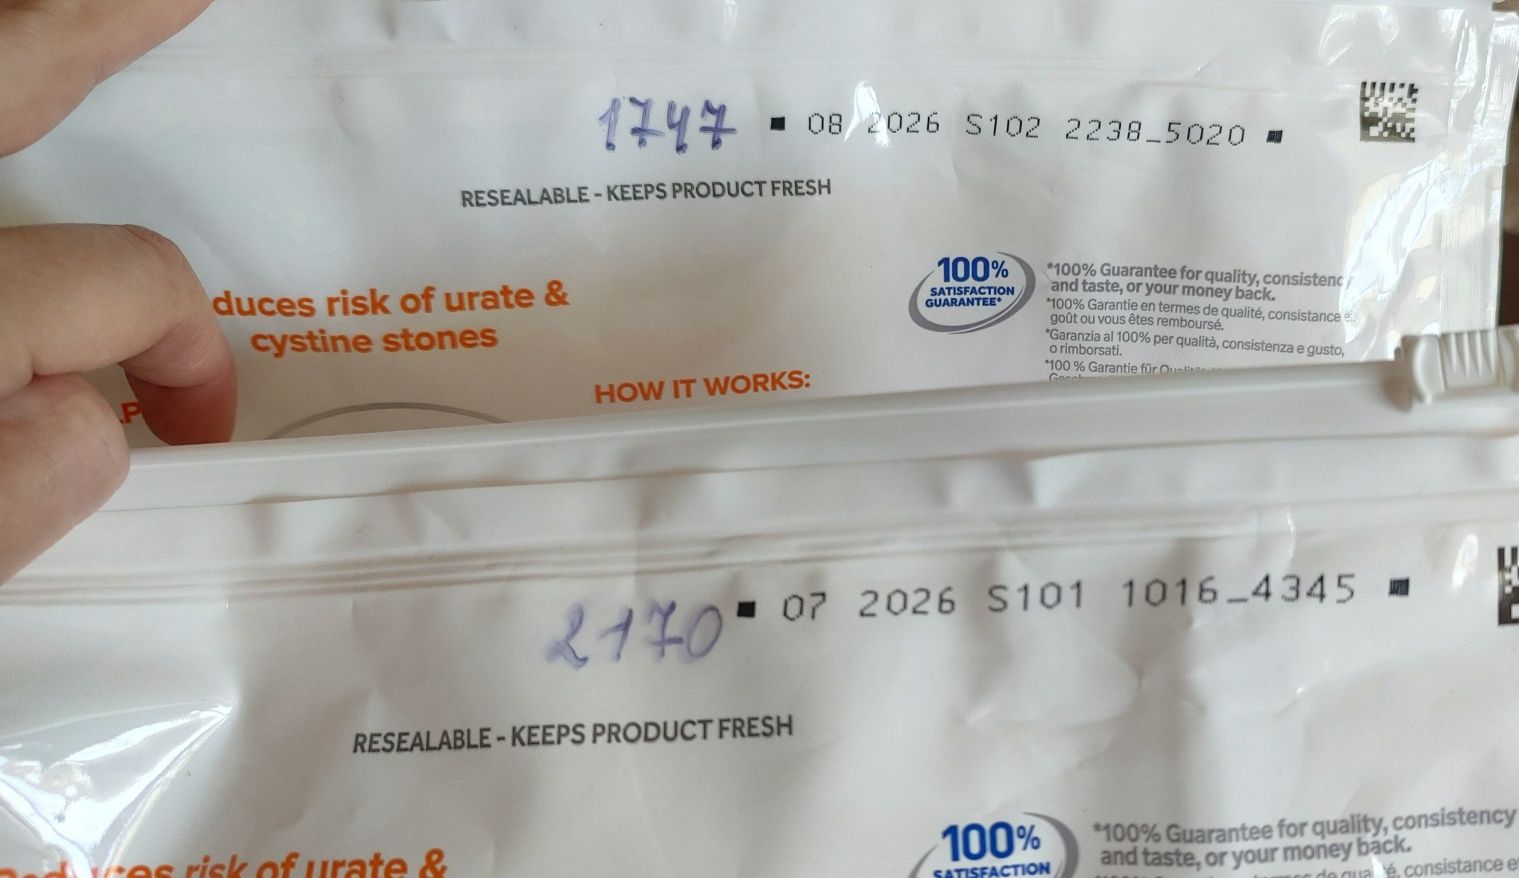 1747 ▪ 08 2026 S102 2238_5020 ▪
RESEALABLE - KEEPS PRODUCT FRESH
duces risk of urate &
cystine stones
HOW IT WORKS:
100%
SATISFACTION
GUARANTEE*
*100% Guarantee for quality, consistency
and taste, or your money back.
*100% Garantie en termes de qualité, consistance et
goût ou vous êtes remboursé.
*Garanzia al 100% per qualità, consistenza e gusto,
o rimborsati.
*100 % Garantie für
2170 ▪ 07 2026 S101 1016_4345 ▪
RESEALABLE - KEEPS PRODUCT FRESH
risk of urate &
100%
SATISFACTION
*100% Guarantee for quality, consistency
and taste, or your money back.
consistance et